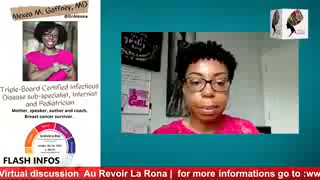 Alexea M. Gaffney, MD
@DrAlexea
Triple-Board Certified Infectious
Disease sub-specialist, Internist
and Pediatrician
Mother, speaker, author and coach.
Breast cancer survivor.
FLASH INFOS
Virtual discussion Au Revoir La Rona | for more informations go to :ww